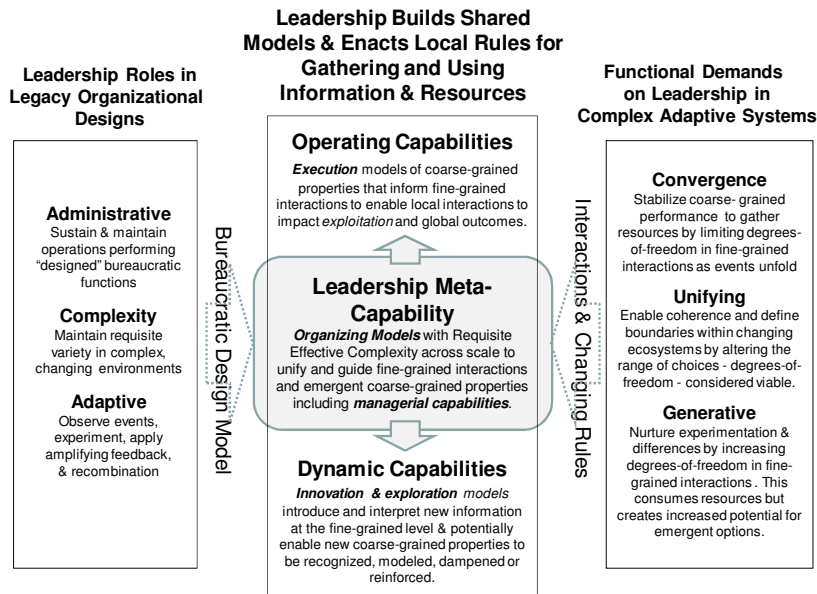 Leadership Roles in
Legacy Organizational
Designs
Administrative
Sustain & maintain
operations performing
“designed” bureaucratic
functions
Complexity
Maintain requisite
variety in complex,
changing environments
Adaptive
Observe events,
experiment, apply
amplifying feedback,
& recombination
Bureaucratic Design Model
Leadership Builds Shared
Models & Enacts Local Rules for
Gathering and Using
Information & Resources
Operating Capabilities
Execution models of coarse-grained
properties that inform fine-grained
interactions to enable local interactions to
impact exploitation and global outcomes.
Leadership Meta-
Capability
Organizing Models with Requisite
Effective Complexity across scale to
unify and guide fine-grained interactions
and emergent coarse-grained properties
including managerial capabilities.
Dynamic Capabilities
Innovation & exploration models
introduce and interpret new information
at the fine-grained level & potentially
enable new coarse-grained properties to
be recognized, modeled, dampened or
reinforced.
Interactions & Changing Rules
Functional Demands
on Leadership in
Complex Adaptive Systems
Convergence
Stabilize coarse- grained
performance to gather
resources by limiting degrees-
of-freedom in fine-grained
interactions as events unfold
Unifying
Enable coherence and define
boundaries within changing
ecosystems by altering the
range of choices - degrees-of-
freedom - considered viable.
Generative
Nurture experimentation &
differences by increasing
degrees-of-freedom in fine-
grained interactions . This
consumes resources but
creates increased potential for
emergent options.